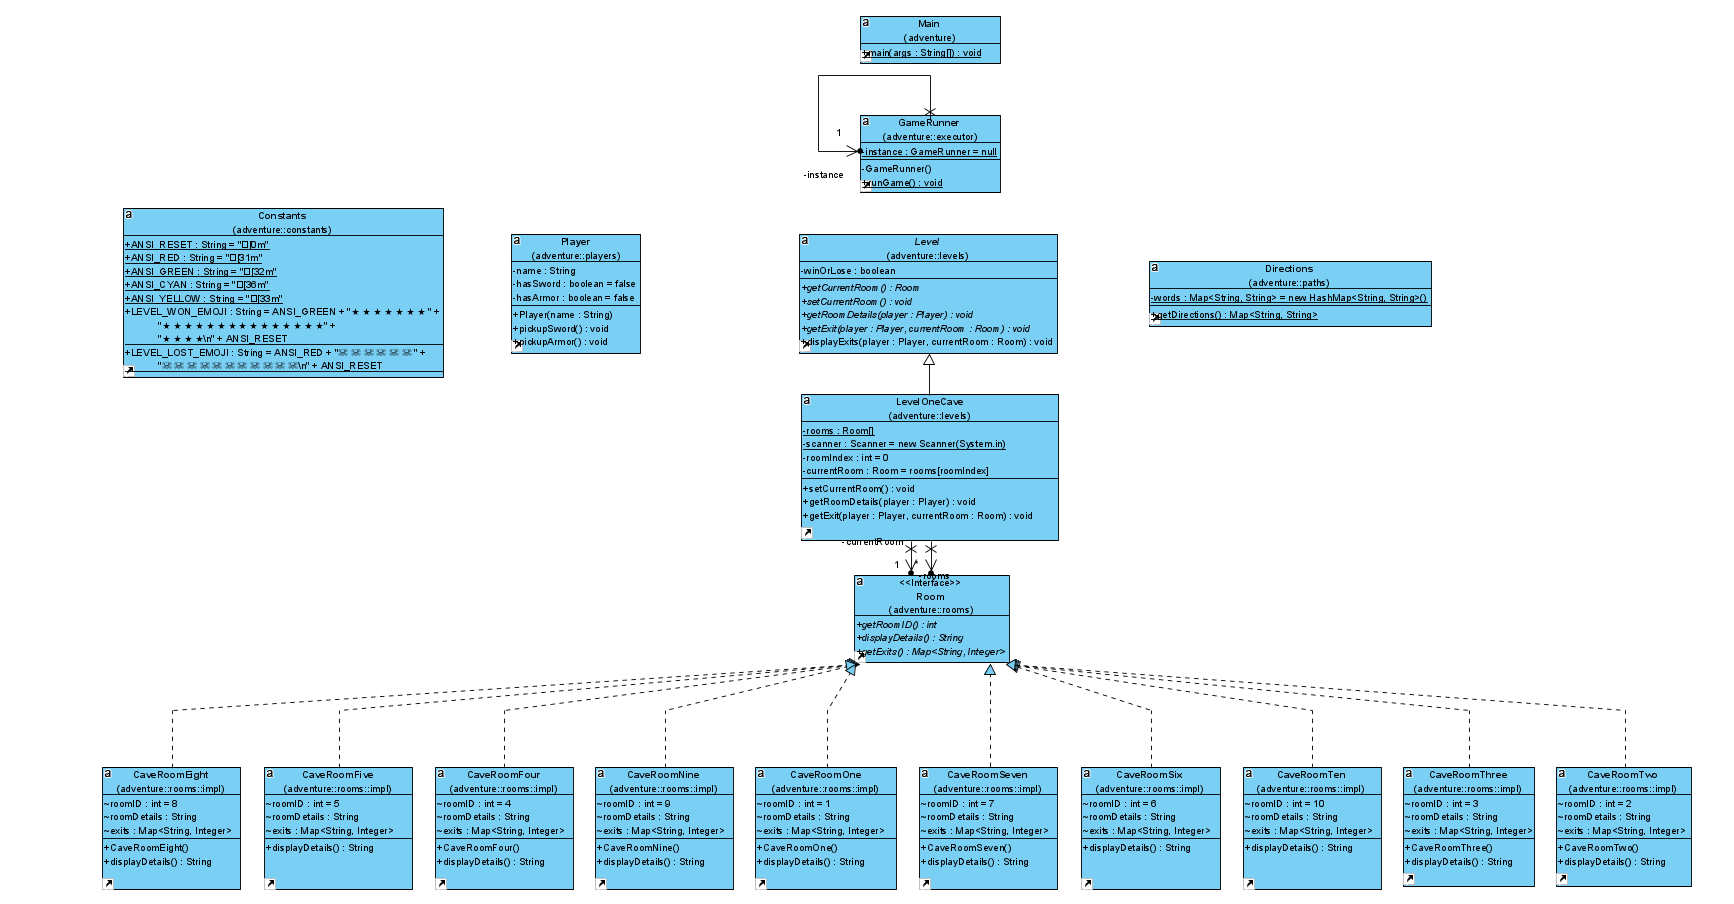 a
Main
(adventure)
+main(args : String[]) : void
1
-instance
a
GameRunner
(adventure::executor)
-instance : GameRunner = null
-GameRunner()
+runGame() : void
a
Constants
(adventure::constants)
+ANSI_RESET : String = "□[0m"
+ANSI_RED : String = "□[31m"
+ANSI_GREEN : String = "□[32m"
+ANSI_CYAN : String = "□[36m"
+ANSI_YELLOW : String = "□[33m"
+LEVEL_WON_EMOJI : String = ANSI_GREEN + "★ ★ ★ ★ ★ ★ ★ " +
"★ ★ ★ ★ ★ ★ ★ ★ ★ ★ ★ ★ ★ ★ ★" +
"★ ★ ★ ★\n" + ANSI_RESET
+LEVEL_LOST_EMOJI : String = ANSI_RED + "☠ ☠ ☠ ☠ ☠ ☠" +
"☠ ☠ ☠ ☠ ☠ ☠ ☠ ☠ ☠ ☠ ☠\n" + ANSI_RESET
a
Player
(adventure::players)
-name : String
-hasSword : boolean = false
-hasArmor : boolean = false
+Player(name : String)
+pickupSword() : void
+pickupArmor() : void
a
Level
(adventure::levels)
-winOrLose : boolean
+getCurrentRoom() : Room
+setCurrentRoom() : void
+getRoomDetails(player : Player) : void
+getExit(player : Player, currentRoom : Room) : void
+displayExits(player : Player, currentRoom : Room) : void
a
Directions
(adventure::paths)
-words : Map<String, String> = new HashMap<String, String>()
+getDirections() : Map<String, String>
a
LevelOneCave
(adventure::levels)
-rooms : Room[]
-scanner : Scanner = new Scanner(System.in)
-roomIndex : int = 0
-currentRoom : Room = rooms[roomIndex]
+setCurrentRoom() : void
+getRoomDetails(player : Player) : void
+getExit(player : Player, currentRoom : Room) : void
-currentRoom
1
*
-rooms
a
<<Interface>>
Room
(adventure::rooms)
+getRoomID() : int
+displayDetails() : String
+getExits() : Map<String, Integer>
a
CaveRoomEight
(adventure::rooms::impl)
~roomID : int = 8
~roomDetails : String
~exits : Map<String, Integer>
+CaveRoomEight()
+displayDetails() : String
a
CaveRoomFive
(adventure::rooms::impl)
~roomID : int = 5
~roomDetails : String
~exits : Map<String, Integer>
+displayDetails() : String
a
CaveRoomFour
(adventure::rooms::impl)
~roomID : int = 4
~roomDetails : String
~exits : Map<String, Integer>
+CaveRoomFour()
+displayDetails() : String
a
CaveRoomNine
(adventure::rooms::impl)
~roomID : int = 9
~roomDetails : String
~exits : Map<String, Integer>
+CaveRoomNine()
+displayDetails() : String
a
CaveRoomOne
(adventure::rooms::impl)
~roomID : int = 1
~roomDetails : String
~exits : Map<String, Integer>
+CaveRoomOne()
+displayDetails() : String
a
CaveRoomSeven
(adventure::rooms::impl)
~roomID : int = 7
~roomDetails : String
~exits : Map<String, Integer>
+CaveRoomSeven()
+displayDetails() : String
a
CaveRoomSix
(adventure::rooms::impl)
~roomID : int = 6
~roomDetails : String
~exits : Map<String, Integer>
+displayDetails() : String
a
CaveRoomTen
(adventure::rooms::impl)
~roomID : int = 10
~roomDetails : String
~exits : Map<String, Integer>
+displayDetails() : String
a
CaveRoomThree
(adventure::rooms::impl)
~roomID : int = 3
~roomDetails : String
~exits : Map<String, Integer>
+CaveRoomThree()
+displayDetails() : String
a
CaveRoomTwo
(adventure::rooms::impl)
~roomID : int = 2
~roomDetails : String
~exits : Map<String, Integer>
+CaveRoomTwo()
+displayDetails() : String